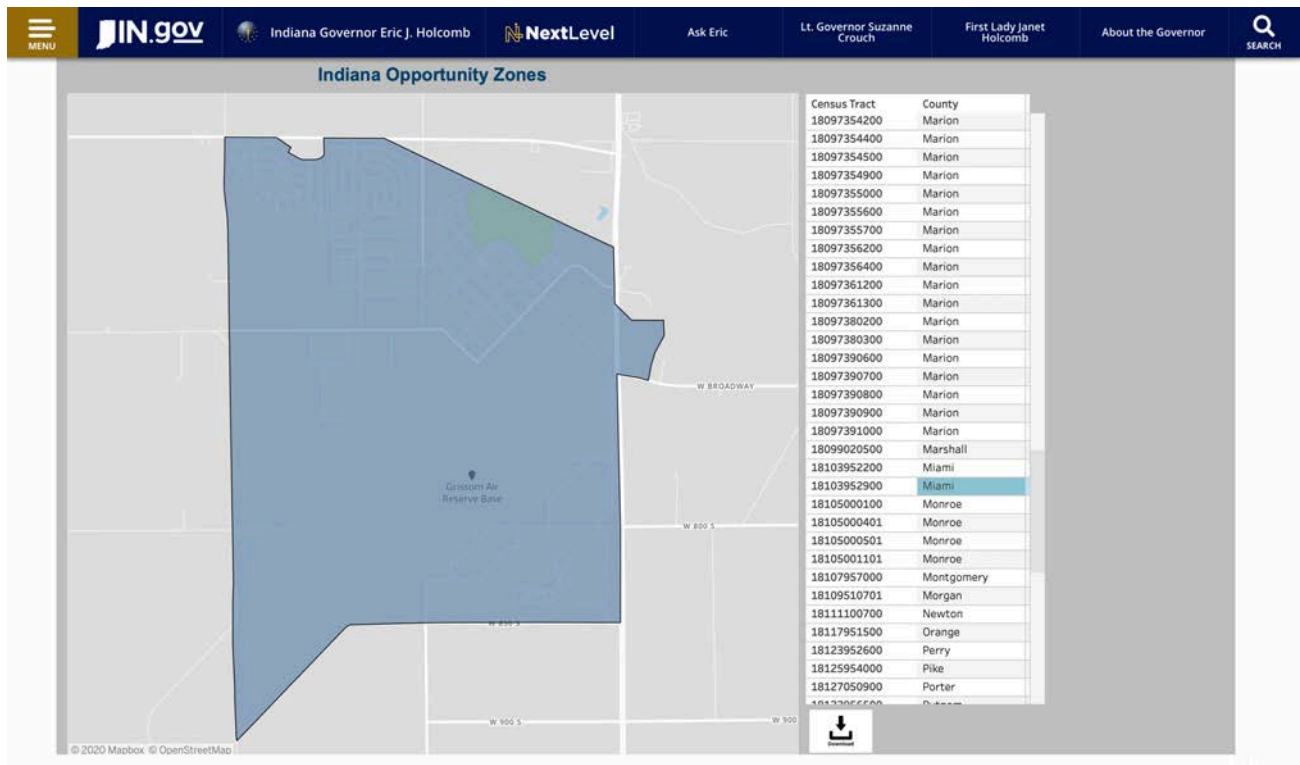 MENU
IN.gov
Indiana Governor Eric J. Holcomb
NextLevel
Ask Eric
Lt. Governor Suzanne
Crouch
First Lady Janet
Holcomb
About the Governor
SEARCH
Indiana Opportunity Zones
W BROADWAY
Grissom Air
Reserve Base
W 800 S
W 850 S
W 900 S
W 900
© 2020 Mapbox © OpenStreetMap
Census Tract County
18097354200 Marion
18097354400 Marion
18097354500 Marion
18097354900 Marion
18097355000 Marion
18097355600 Marion
18097355700 Marion
18097356200 Marion
18097356400 Marion
18097361200 Marion
18097361300 Marion
18097380200 Marion
18097380300 Marion
18097390600 Marion
18097390700 Marion
18097390800 Marion
18097390900 Marion
18097391000 Marion
18099020500 Marshall
18103952200 Miami
18103952900 Miami
18105000100 Monroe
18105000401 Monroe
18105000501 Monroe
18105001101 Monroe
18107957000 Montgomery
18109510701 Morgan
18111100700 Newton
18117951500 Orange
18123952600 Perry
18125954000 Pike
18127050900 Porter
Download